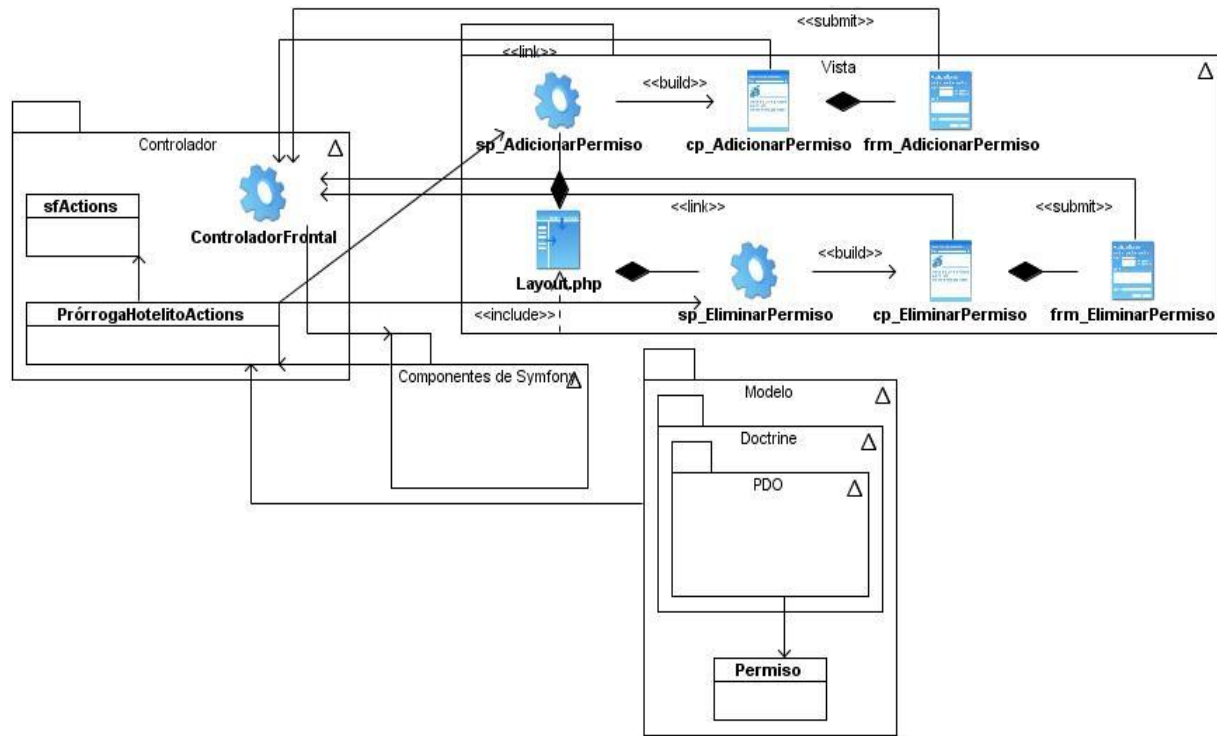 <<submit>>
<<link>>
<<build>>
Vista
Δ
sp_AdicionarPermiso
cp_AdicionarPermiso
frm_AdicionarPermiso
Controlador
Δ
sfActions
ControladorFrontal
<<link>>
<<submit>>
<<build>>
Layout.php
PrórrogaHotelitoActions
<<include>>
sp_EliminarPermiso
cp_EliminarPermiso
frm_EliminarPermiso
Componentes de Symfony
Δ
Modelo
Δ
Doctrine
Δ
PDO
Δ
Permiso